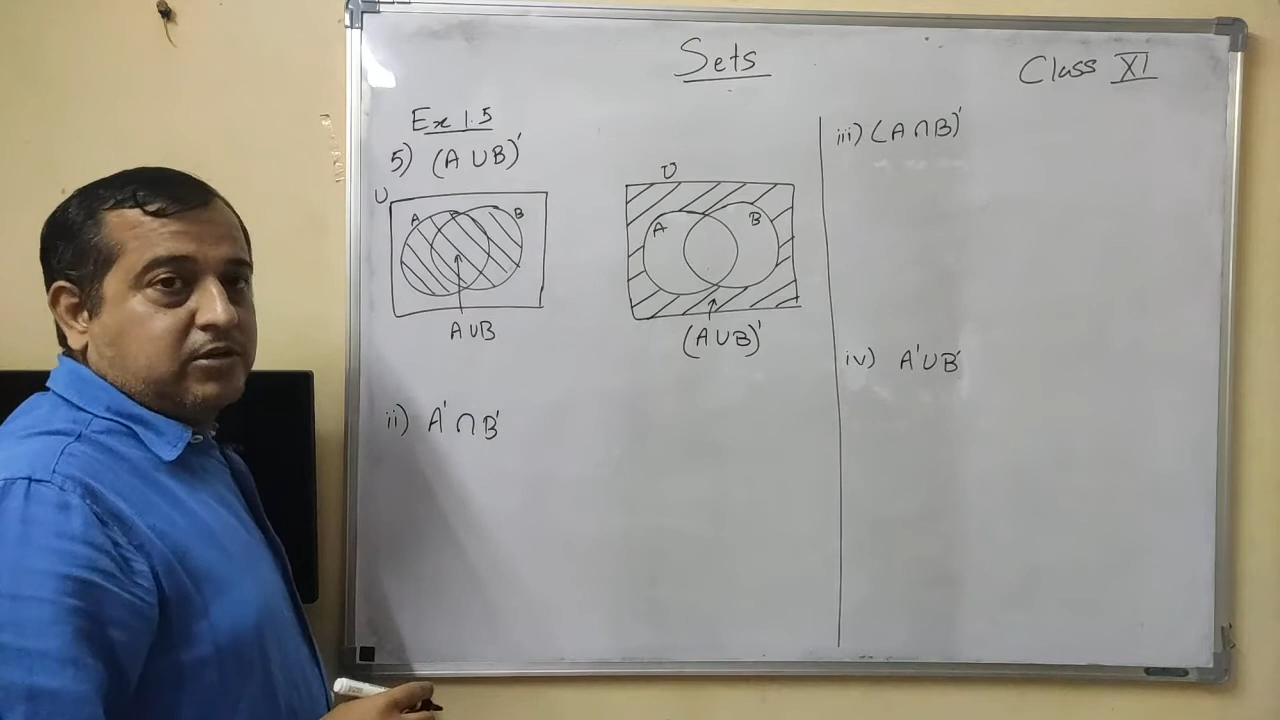 Sets
Class XI
Ex 1.5
5) (A ∪ B)'
U
A
B
A∪B
U
A
B
(A∪B)'
ii) A' ∩ B'
iii) (A ∩ B)'
iv) A'∪B'